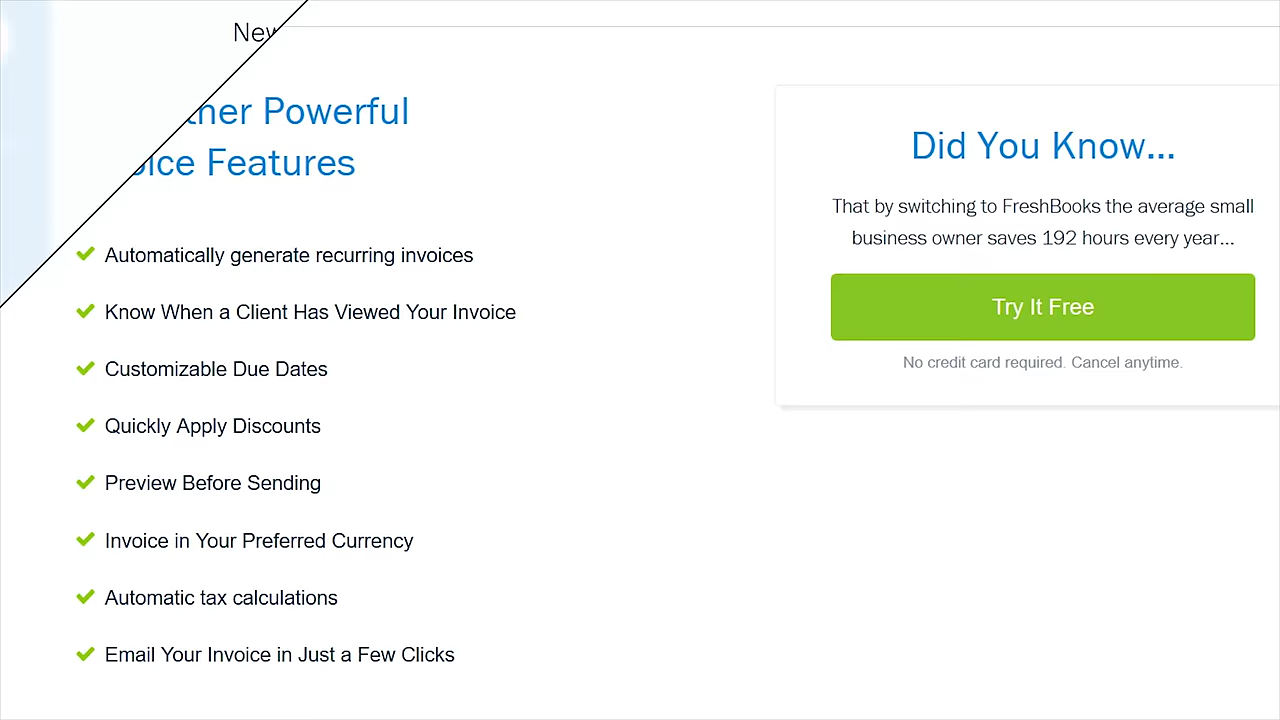 ther Powerful
oice Features
Automatically generate recurring invoices
Know When a Client Has Viewed Your Invoice
Customizable Due Dates
Quickly Apply Discounts
Preview Before Sending
Invoice in Your Preferred Currency
Automatic tax calculations
Email Your Invoice in Just a Few Clicks
Did You Know...
That by switching to FreshBooks the average small
business owner saves 192 hours every year...
Try It Free
No credit card required. Cancel anytime.